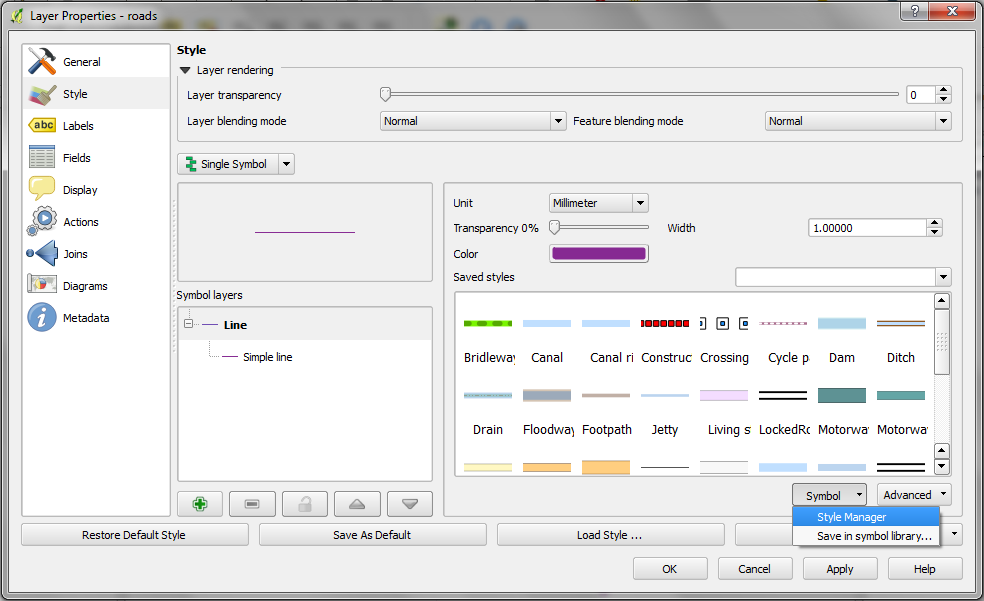 Layer Properties - roads
General
Style
Labels
Fields
Display
Actions
Joins
Diagrams
Metadata
abc
i
?
Style
Layer rendering
Layer transparency
0
Layer blending mode
Normal
Feature blending mode
Normal
Single Symbol
Symbol layers
Line
Simple line
Unit
Millimeter
Transparency 0%
Width
1.00000
Color
Saved styles
Bridleway Canal Canal ri Construc Crossing Cycle p Dam Ditch
Drain Floodway Footpath Jetty Living s LockedRo Motorwa Motorwa
Symbol
Advanced
Style Manager
Save in symbol library...
Restore Default Style
Save As Default
Load Style ...
OK
Cancel
Apply
Help